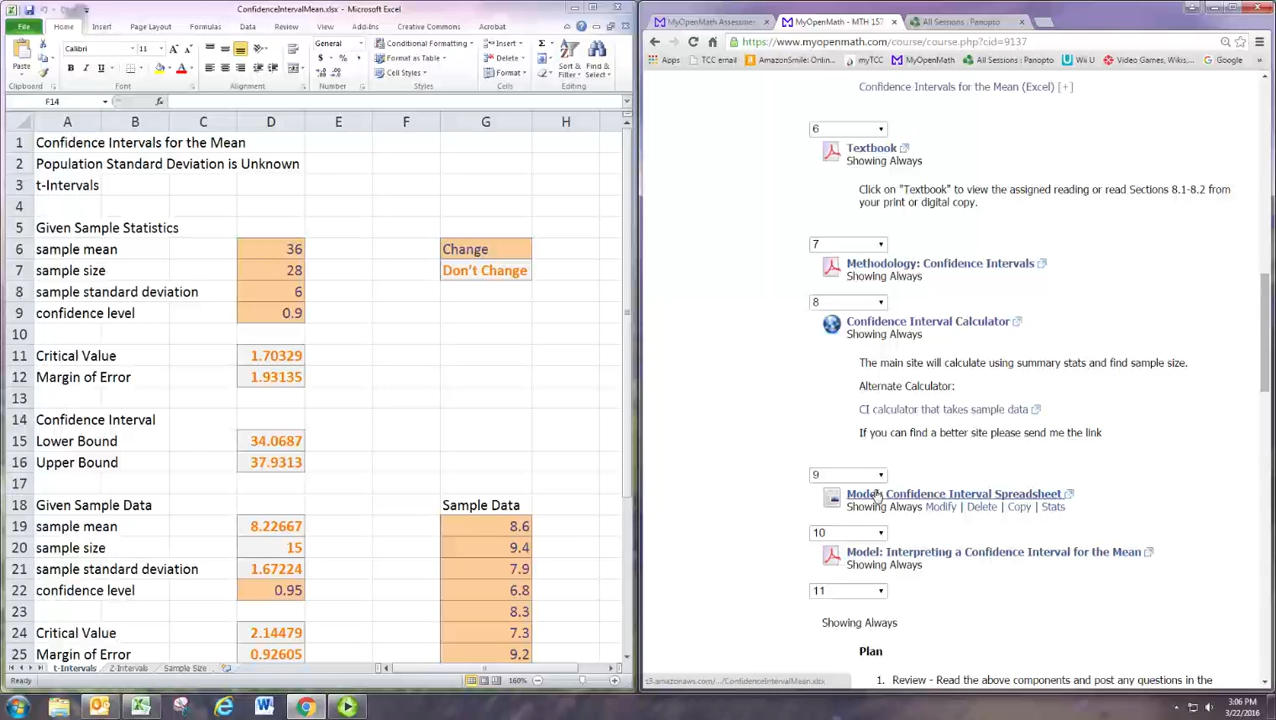 ConfidenceIntervalMean.xlsx - Microsoft Excel
File Home Insert Page Layout Formulas Data Review View Add-Ins Connect Acrobat
Paste Calibri 11 General Conditional Formatting Insert
Format as Table Delete Sort & Filter Find & Select
Cell Styles Format
Clipboard Font Alignment Number Styles Cells Editing
F14 fx
A B C D E F G H
1 Confidence Intervals for the Mean
2 Population Standard Deviation is Unknown
3 t-Intervals
4
5 Given Sample Statistics
6 sample mean 36 Change
7 sample size 28 Don't Change
8 sample standard deviation 6
9 confidence level 0.9
10
11 Critical Value 1.70329
12 Margin of Error 1.93135
13
14 Confidence Interval
15 Lower Bound 34.0687
16 Upper Bound 37.9313
17
18 Given Sample Data Sample Data
19 sample mean 8.22667 8.6
20 sample size 15 9.4
21 sample standard deviation 1.67224 7.9
22 confidence level 0.95 6.8
23 8.3
24 Critical Value 2.14479 7.3
25 Margin of Error 0.92605 9.2
t-Intervals Z-Intervals Sample Size
Ready 160%
MyOpenMath Assessme MyOpenMath - MTH 157 All Sessions : Panopto
https://www.myopenmath.com/course/course.php?cid=9137
Apps TCC email AmazonSmile: Onlin... myTCC MyOpenMath All Sessions : Panopto Wii U Video Games, Wikis,... Google
Confidence Intervals for the Mean (Excel) [+]
6
Textbook
Showing Always
Click on "Textbook" to view the assigned reading or read Sections 8.1-8.2 from
your print or digital copy.
7
Methodology: Confidence Intervals
Showing Always
8
Confidence Interval Calculator
Showing Always
The main site will calculate using summary stats and find sample size.
Alternate Calculator:
CI calculator that takes sample data
If you can find a better site please send me the link
9
Model: Confidence Interval Spreadsheet
Showing Always Modify | Delete | Copy | Stats
10
Model: Interpreting a Confidence Interval for the Mean
Showing Always
11
Showing Always
Plan
1. Review - Read the above components and post any questions in the
s3.amazonaws.com/.../ConfidenceIntervalMean.xlsx
3:06 PM
3/22/2016